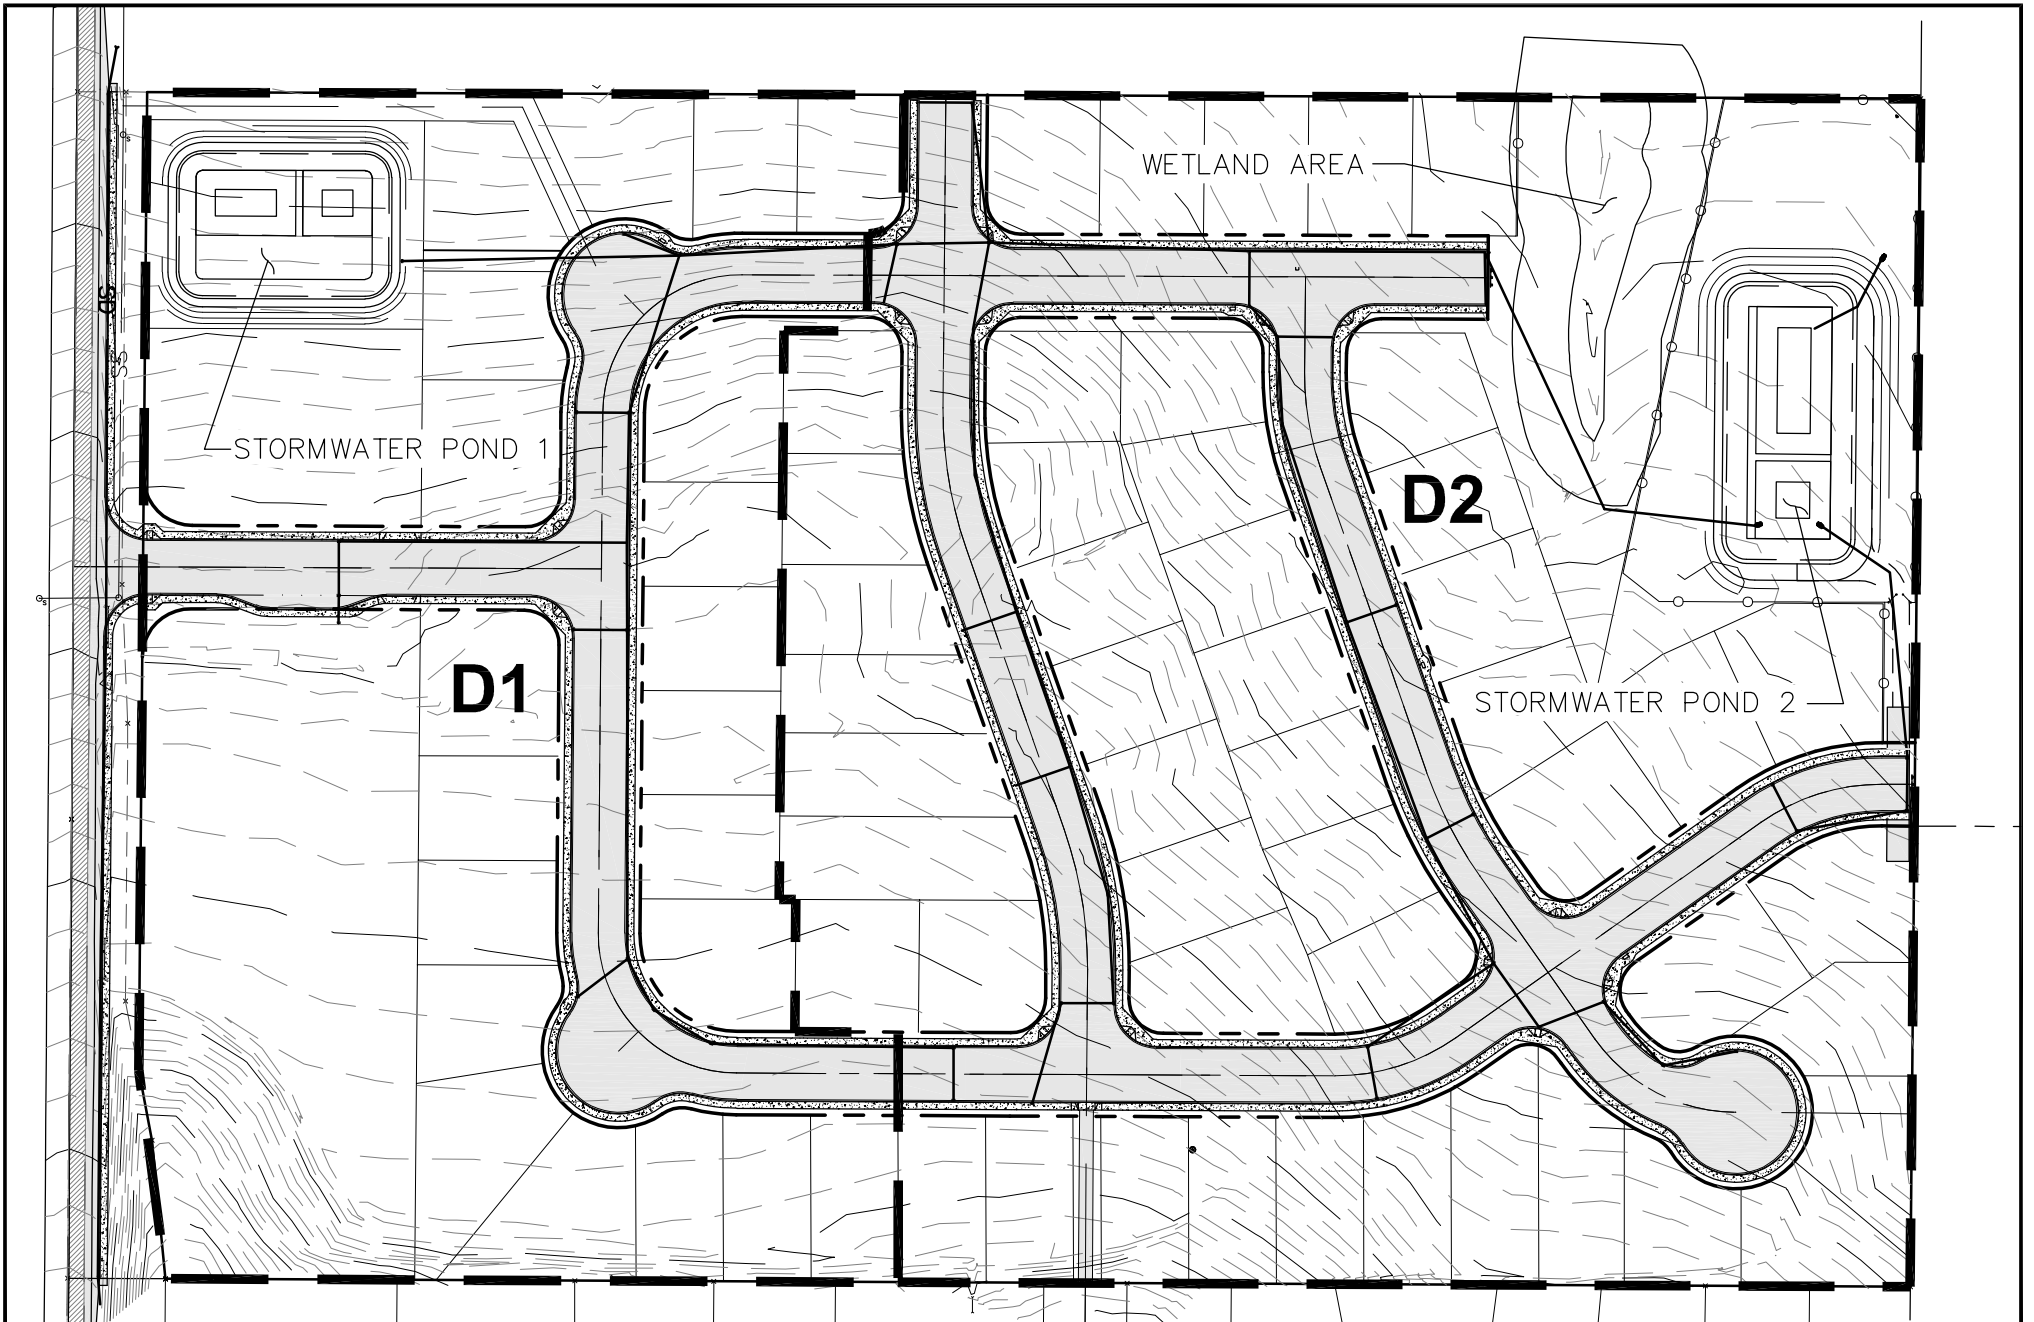 WETLAND AREA
STORMWATER POND 1
D2
D1
STORMWATER POND 2